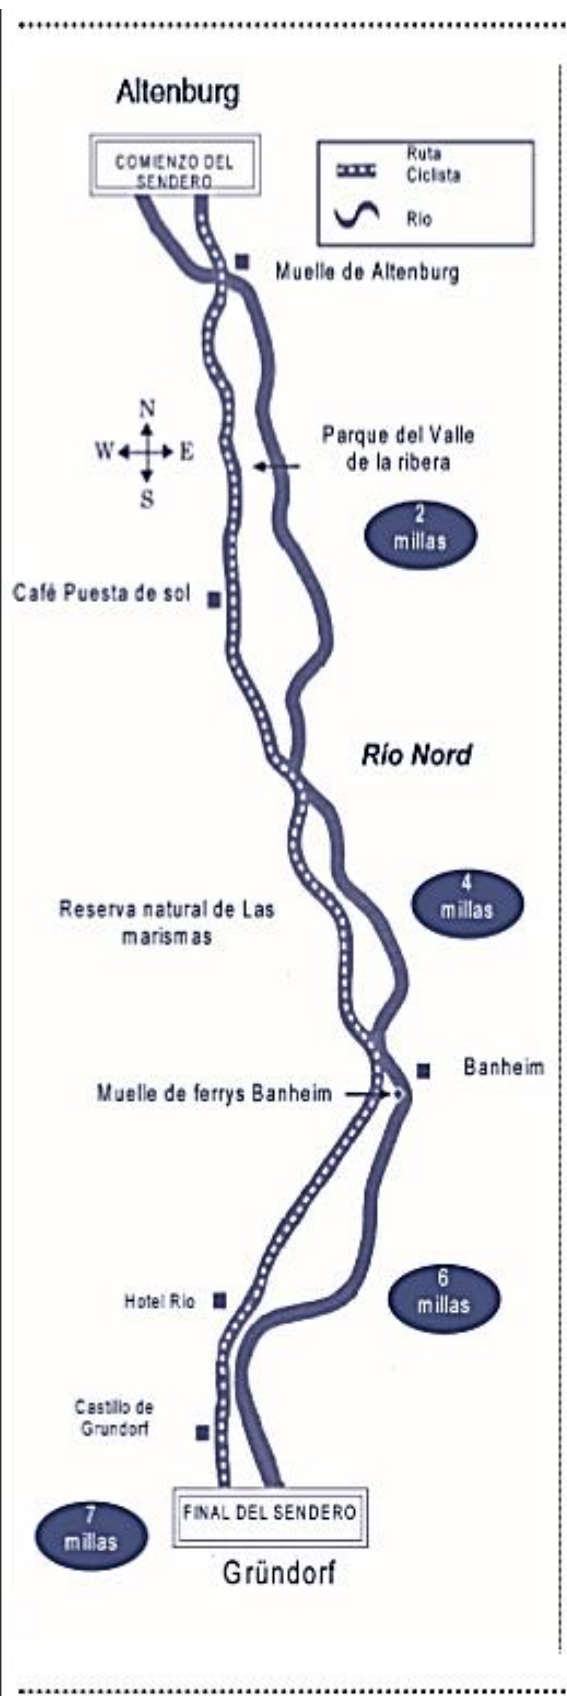 Altenburg
COMIENZO DEL
SENDERO
Ruta
Ciclista
Río
Muelle de Altenburg
N
W E
S
Parque del Valle
de la ribera
2
millas
Café Puesta de sol
Río Nord
4
millas
Reserva natural de Las
marismas
Banheim
Muelle de ferrys Banheim
6
millas
Hotel Río
Castillo de
Grundorf
FINAL DEL SENDERO
7
millas
Gründorf